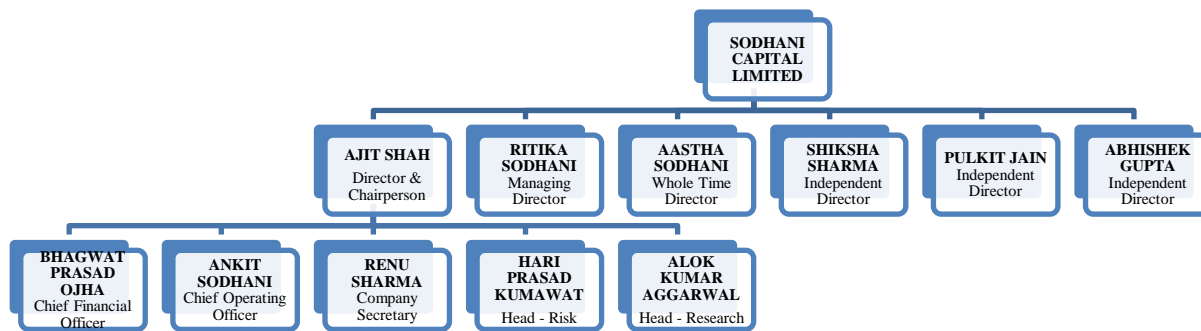 SODHANI
CAPITAL
LIMITED
AJIT SHAH
Director &
Chairperson
RITIKA
SODHANI
Managing
Director
AASTHA
SODHANI
Whole Time
Director
SHIKSHA
SHARMA
Independent
Director
PULKIT JAIN
Independent
Director
ABHISHEK
GUPTA
Independent
Director
BHAGWAT
PRASAD
OJHA
Chief Financial
Officer
ANKIT
SODHANI
Chief Operating
Officer
RENU
SHARMA
Company
Secretary
HARI
PRASAD
KUMAWAT
Head - Risk
ALOK
KUMAR
AGGARWAL
Head - Research